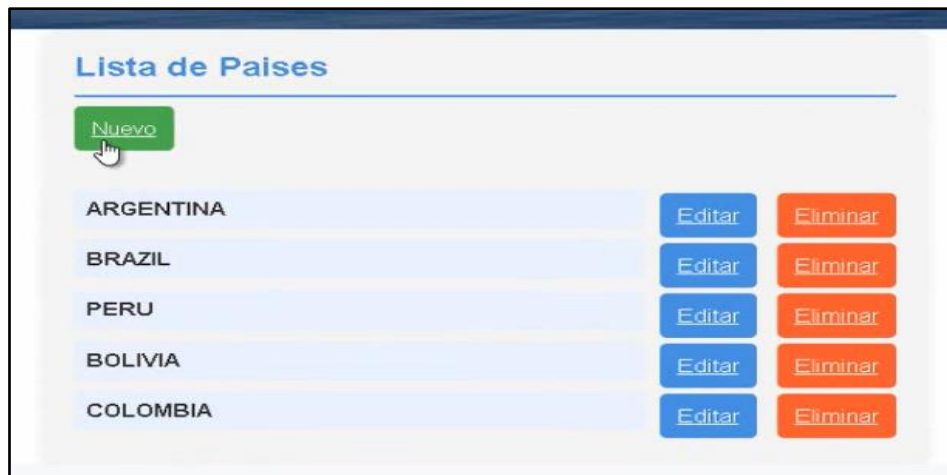 Lista de Paises
Nuevo
ARGENTINA Editar Eliminar
BRAZIL Editar Eliminar
PERU Editar Eliminar
BOLIVIA Editar Eliminar
COLOMBIA Editar Eliminar